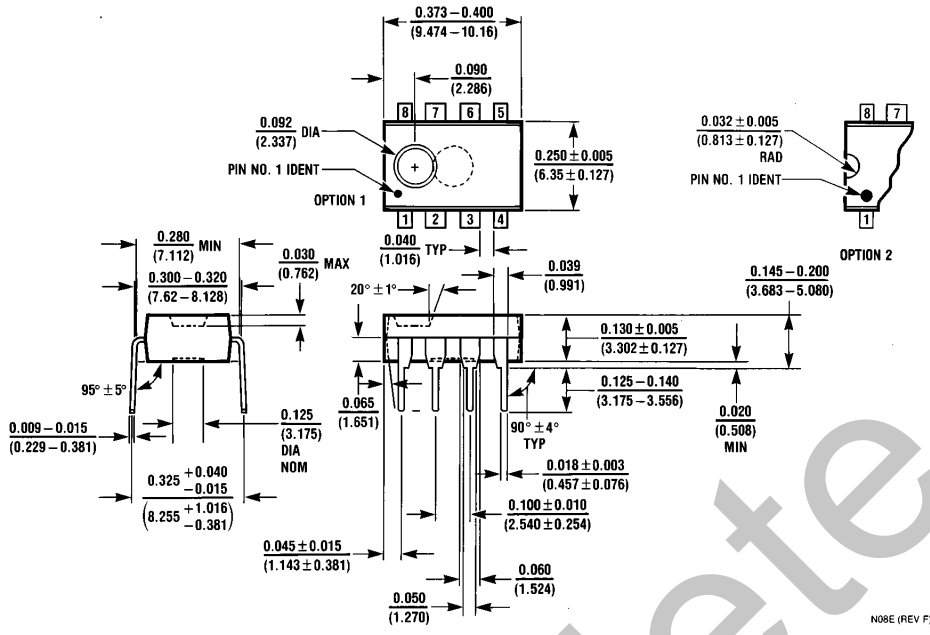 0.373 – 0.400
(9.474 – 10.16)
0.090
(2.286)
8 7 6 5
0.092 DIA
(2.337)
PIN NO. 1 IDENT
OPTION 1
0.250 ± 0.005
(6.35 ± 0.127)
1 2 3 4
0.032 ± 0.005
(0.813 ± 0.127)
RAD
PIN NO. 1 IDENT
8 7
1
OPTION 2
0.280 MIN
(7.112)
0.300 – 0.320
(7.62 – 8.128)
0.030 MAX
(0.762)
95° ± 5°
0.009 – 0.015
(0.229 – 0.381)
0.125
(3.175)
DIA
NOM
0.325 +0.040 -0.015
(8.255 +1.016 -0.381)
0.040 TYP
(1.016)
0.039
(0.991)
20° ± 1°
0.145 – 0.200
(3.683 – 5.080)
0.130 ± 0.005
(3.302 ± 0.127)
0.125 – 0.140
(3.175 – 3.556)
0.020
(0.508)
MIN
0.065
(1.651)
90° ± 4°
TYP
0.018 ± 0.003
(0.457 ± 0.076)
0.100 ± 0.010
(2.540 ± 0.254)
0.045 ± 0.015
(1.143 ± 0.381)
0.060
(1.524)
0.050
(1.270)
N08E (REV F)
ete